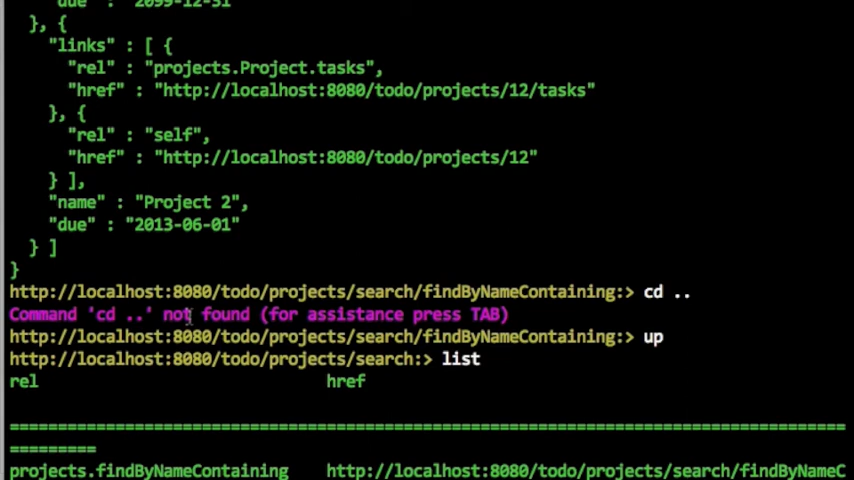 "due" : "2099-12-31
}, {
"links" : [ {
"rel" : "projects.Project.tasks",
"href" : "http://localhost:8080/todo/projects/12/tasks"
}, {
"rel" : "self",
"href" : "http://localhost:8080/todo/projects/12"
} ],
"name" : "Project 2",
"due" : "2013-06-01"
} ]
}
http://localhost:8080/todo/projects/search/findByNameContaining:> cd ..
Command 'cd ..' not found (for assistance press TAB)
http://localhost:8080/todo/projects/search/findByNameContaining:> up
http://localhost:8080/todo/projects/search:> list
rel href
=======================================================================================
=========
projects.findByNameContaining http://localhost:8080/todo/projects/search/findByNameC